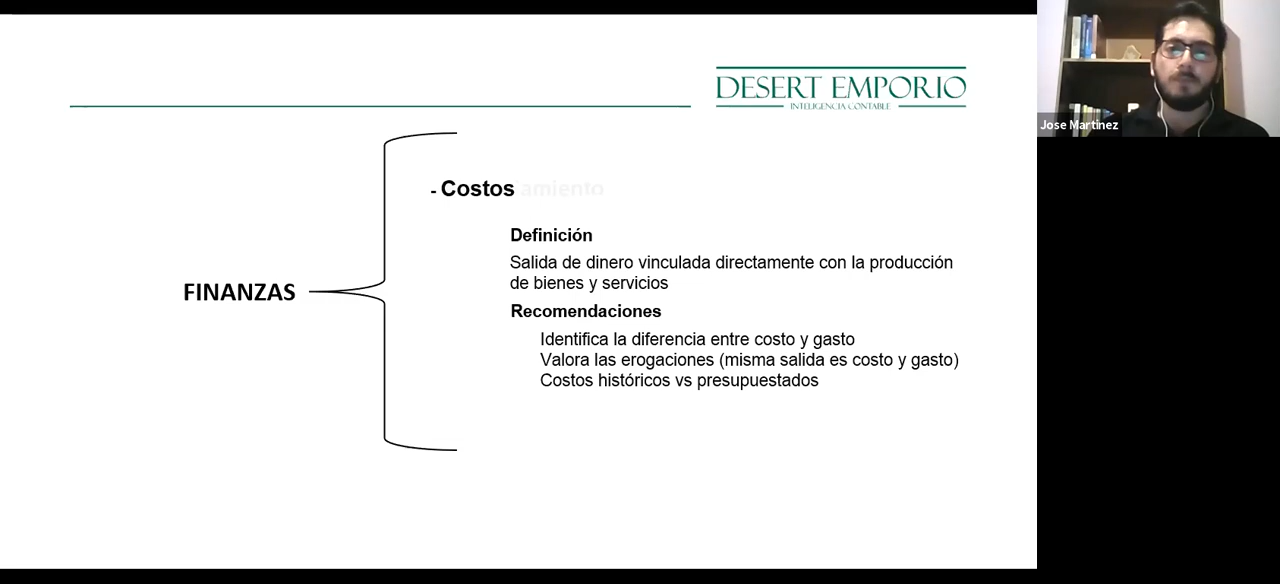 DESERT EMPORIO
INTELIGENCIA CONTABLE
Jose Martinez
- Costos
Definición
Salida de dinero vinculada directamente con la producción
de bienes y servicios
FINANZAS
Recomendaciones
Identifica la diferencia entre costo y gasto
Valora las erogaciones (misma salida es costo y gasto)
Costos históricos vs presupuestados